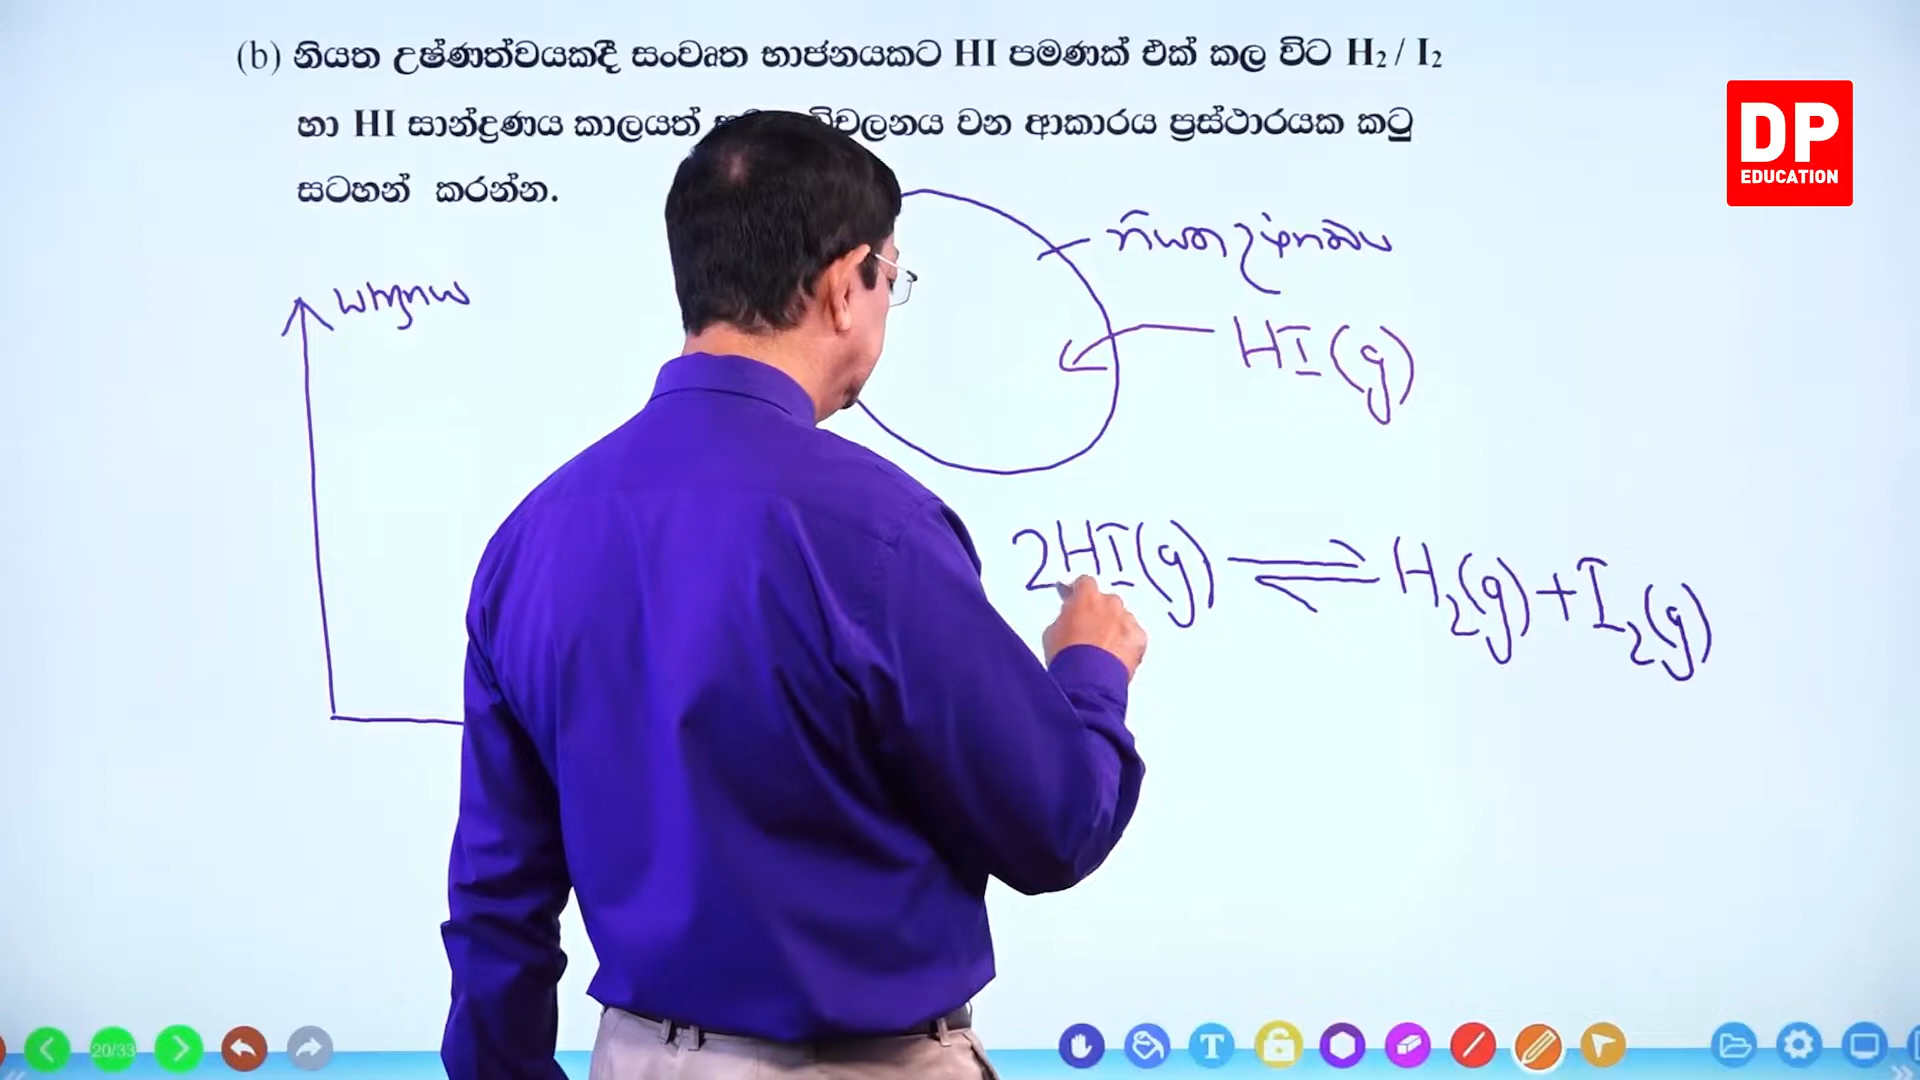 (b) නියත උෂ්ණත්වයකදී සංවෘත භාජනයකට HI පමණක් එක් කල විට H₂ / I₂
හා HI සාන්ද්‍රණය කාලයත් විචලනය වන ආකාරය ප්‍රස්ථාරයක කටු
සටහන් කරන්න.
DP
EDUCATION
නියත උෂ්ණත්වය
HI(g)
2HI(g) ⇌ H₂(g) + I₂(g)
20/33
T